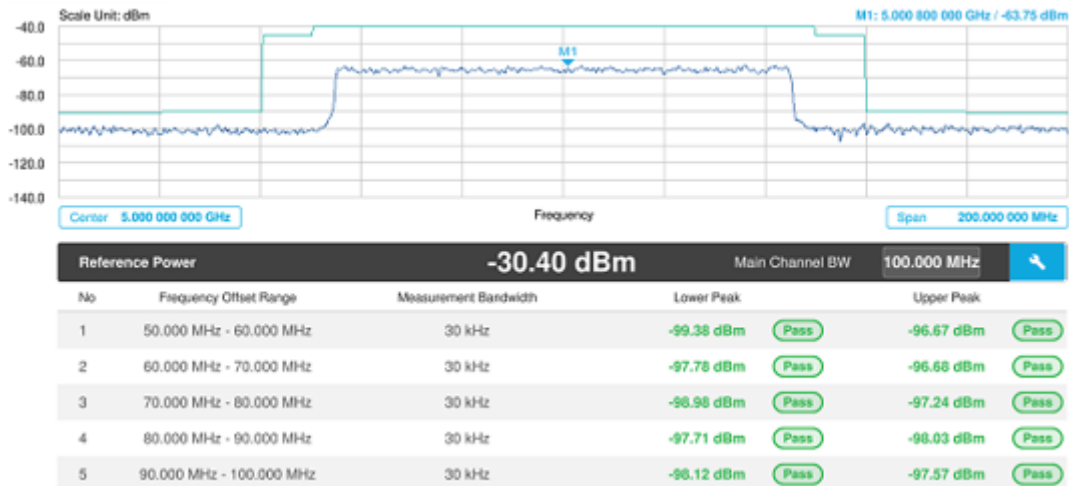 Scale Unit: dBm
M1: 5.000 800 000 GHz / -63.75 dBm
-40.0
M1
-60.0
-80.0
-100.0
-120.0
-140.0
Center 5.000 000 000 GHz
Frequency
Span 200.000 000 MHz
Reference Power -30.40 dBm Main Channel BW 100.000 MHz
No Frequency Offset Range Measurement Bandwidth Lower Peak Upper Peak
1 50.000 MHz - 60.000 MHz 30 kHz -99.38 dBm Pass -96.67 dBm Pass
2 60.000 MHz - 70.000 MHz 30 kHz -97.78 dBm Pass -96.68 dBm Pass
3 70.000 MHz - 80.000 MHz 30 kHz -98.98 dBm Pass -97.24 dBm Pass
4 80.000 MHz - 90.000 MHz 30 kHz -97.71 dBm Pass -98.03 dBm Pass
5 90.000 MHz - 100.000 MHz 30 kHz -98.12 dBm Pass -97.57 dBm Pass